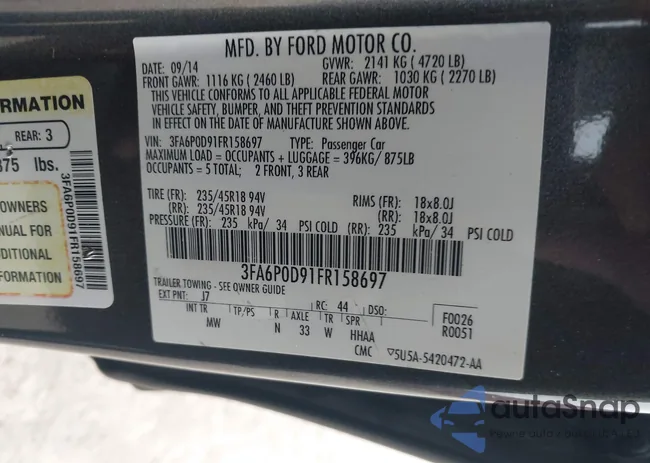 MFD. BY FORD MOTOR CO.
DATE: 09/14 GVWR: 2141 KG ( 4720 LB)
FRONT GAWR: 1116 KG ( 2460 LB) REAR GAWR: 1030 KG ( 2270 LB)
THIS VEHICLE CONFORMS TO ALL APPLICABLE FEDERAL MOTOR
VEHICLE SAFETY, BUMPER, AND THEFT PREVENTION STANDARDS
IN EFFECT ON THE DATE OF MANUFACTURE SHOWN ABOVE.
VIN: 3FA6P0D91FR158697 TYPE: Passenger Car
MAXIMUM LOAD = OCCUPANTS + LUGGAGE = 396KG/ 875LB
OCCUPANTS = 5 TOTAL; 2 FRONT, 3 REAR
TIRE (FR): 235/45R18 94V RIMS (FR): 18x8.0J
(RR): 235/45R18 94V (RR): 18x8.0J
PRESSURE (FR): 235 kPa/ 34 PSI COLD (RR): 235 kPa/ 34 PSI COLD
3FA6P0D91FR158697
TRAILER TOWING - SEE OWNER GUIDE
EXT PNT: J7 RC: 44 DSO: F0026
R0051
INT TR TP/PS R AXLE TR SPR
MW N 33 W HHAA
CMC 5U5A-5420472-AA
ORMATION
REAR: 3
875 lbs.
OWNERS
NUAL FOR
DITIONAL
FORMATION
3FA6P0D91FR158697
autoSnap